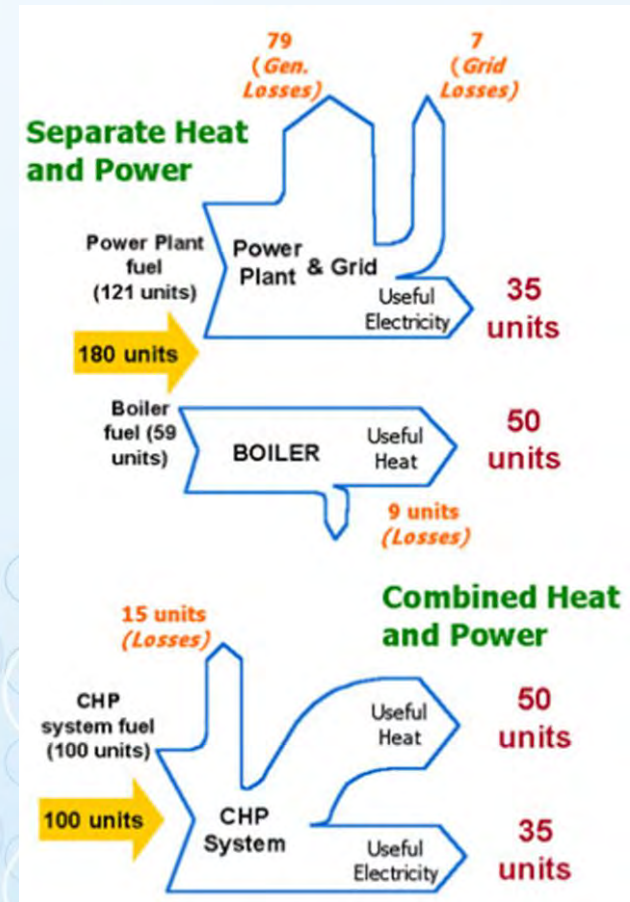 79
(Gen.
Losses)
7
(Grid
Losses)
Separate Heat
and Power
Power Plant
fuel
(121 units)
Power
Plant
& Grid
Useful
Electricity
35
units
180 units
Boiler
fuel (59
units)
BOILER
Useful
Heat
50
units
9 units
(Losses)
Combined Heat
and Power
15 units
(Losses)
CHP
system fuel
(100 units)
Useful
Heat
50
units
100 units
CHP
System
Useful
Electricity
35
units